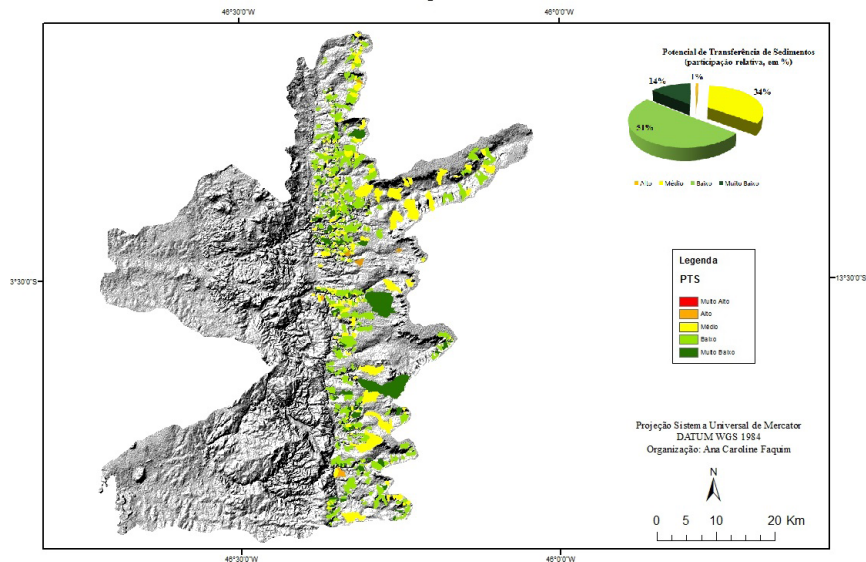 46°30'0"W
46°0'0"W
Potencial de Transferência de Sedimentos
(participação relativa, em %)
1%
14%
34%
51%
Alto
Médio
Baixo
Muito Baixo
3°30'0"S
13°30'0"S
Legenda
PTS
Muito Alto
Alto
Médio
Baixo
Muito Baixo
Projeção Sistema Universal de Mercator
DATUM WGS 1984
Organização: Ana Caroline Faquim
N
0 5 10 20 Km
46°30'0"W
46°0'0"W